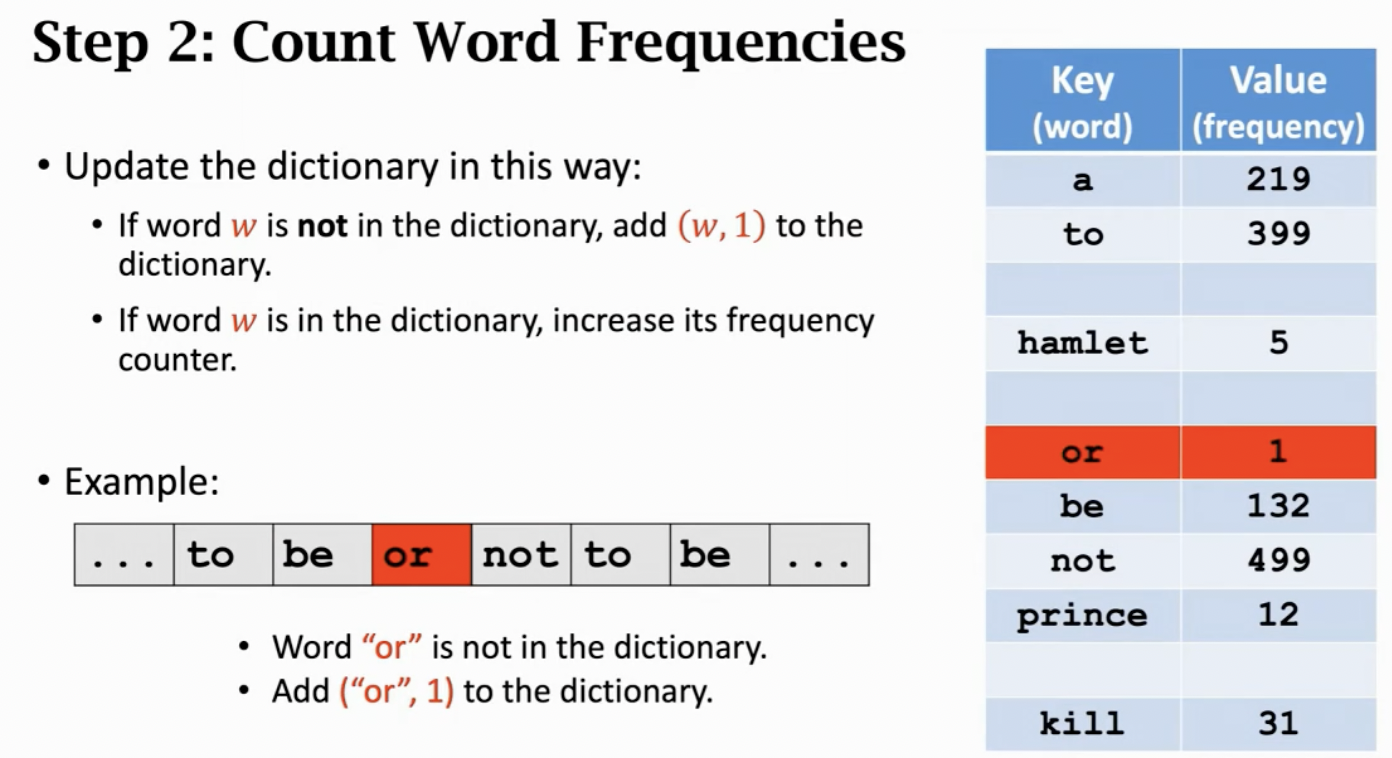 Step 2: Count Word Frequencies
• Update the dictionary in this way:
• If word w is not in the dictionary, add (w, 1) to the
dictionary.
• If word w is in the dictionary, increase its frequency
counter.
• Example:
... to be or not to be ...
• Word “or” is not in the dictionary.
• Add (“or”, 1) to the dictionary.
Key Value
(word) (frequency)
a 219
to 399
hamlet 5
or 1
be 132
not 499
prince 12
kill 31